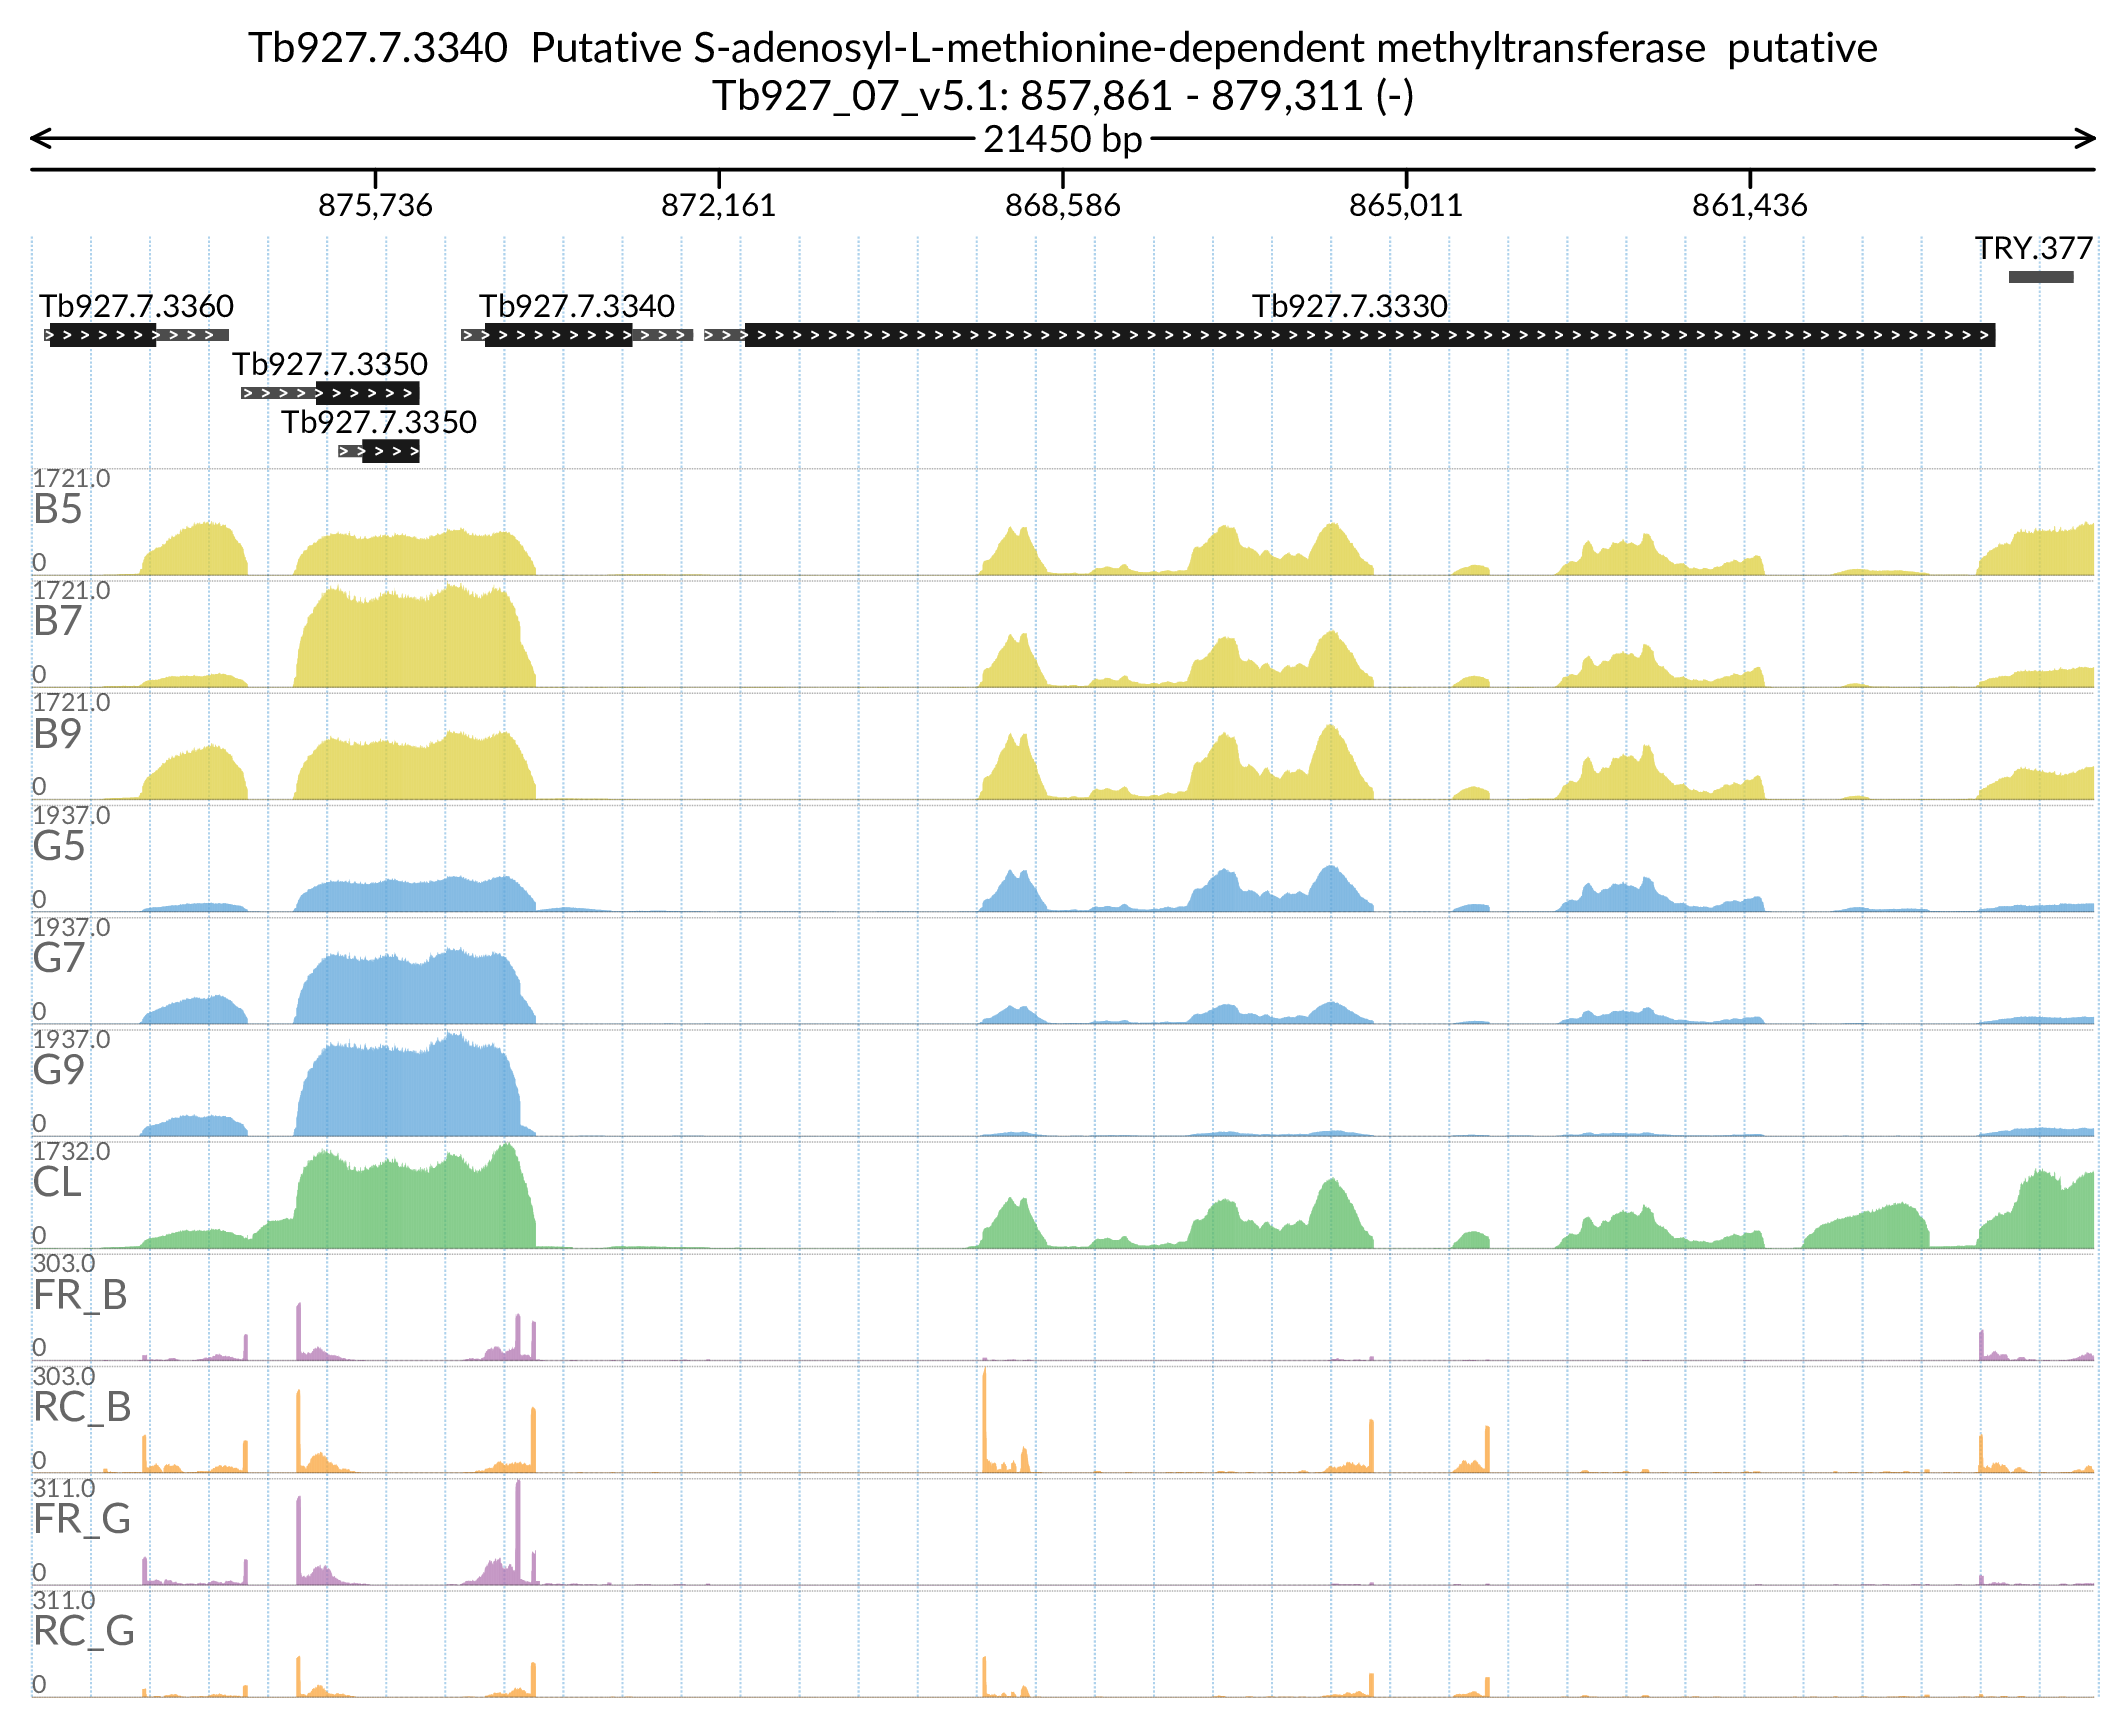 Tb927.7.3340  Putative S-adenosyl-L-methionine-dependent methyltransferase  putative
Tb927_07_v5.1: 857,861 - 879,311 (-)
21450 bp
875,736 872,161 868,586 865,011 861,436
TRY.377
Tb927.7.3360 Tb927.7.3340 Tb927.7.3330
Tb927.7.3350
Tb927.7.3350
1721.0
B5
0
1721.0
B7
0
1721.0
B9
0
1937.0
G5
0
1937.0
G7
0
1937.0
G9
0
1732.0
CL
0
303.0
FR_B
0
303.0
RC_B
0
311.0
FR_G
0
311.0
RC_G
0